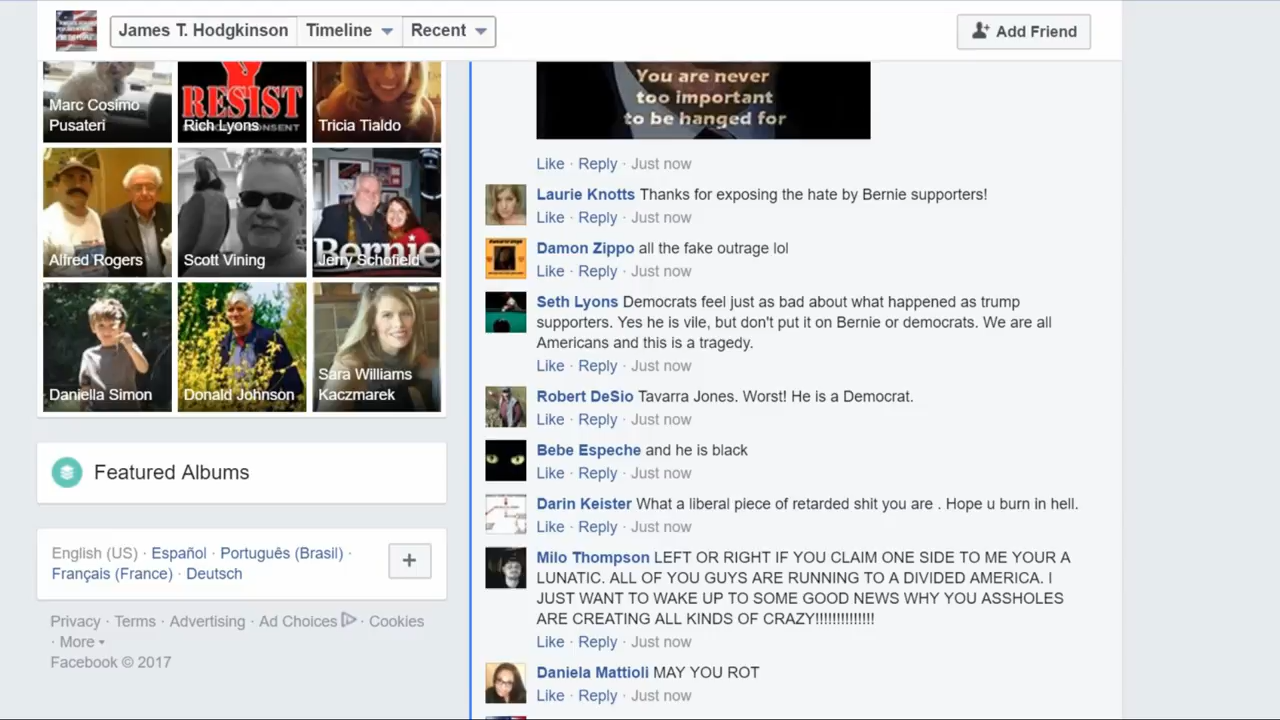 James T. Hodgkinson Timeline Recent Add Friend
Marc Cosimo
Pusateri
RESIST
Rich Lyons
Tricia Tialdo
Alfred Rogers
Scott Vining
Bernie
Jerry Schofield
Daniella Simon
Donald Johnson
Sara Williams
Kaczmarek
Featured Albums
English (US) · Español · Português (Brasil) ·
Français (France) · Deutsch
+
Privacy · Terms · Advertising · Ad Choices · Cookies
· More
Facebook © 2017
You are never
too important
to be hanged for
Like · Reply · Just now
Laurie Knotts Thanks for exposing the hate by Bernie supporters!
Like · Reply · Just now
Damon Zippo all the fake outrage lol
Like · Reply · Just now
Seth Lyons Democrats feel just as bad about what happened as trump
supporters. Yes he is vile, but don't put it on Bernie or democrats. We are all
Americans and this is a tragedy.
Like · Reply · Just now
Robert DeSio Tavarra Jones. Worst! He is a Democrat.
Like · Reply · Just now
Bebe Espeche and he is black
Like · Reply · Just now
Darin Keister What a liberal piece of retarded shit you are . Hope u burn in hell.
Like · Reply · Just now
Milo Thompson LEFT OR RIGHT IF YOU CLAIM ONE SIDE TO ME YOUR A
LUNATIC. ALL OF YOU GUYS ARE RUNNING TO A DIVIDED AMERICA. I
JUST WANT TO WAKE UP TO SOME GOOD NEWS WHY YOU ASSHOLES
ARE CREATING ALL KINDS OF CRAZY!!!!!!!!!!!!!!
Like · Reply · Just now
Daniela Mattioli MAY YOU ROT
Like · Reply · Just now